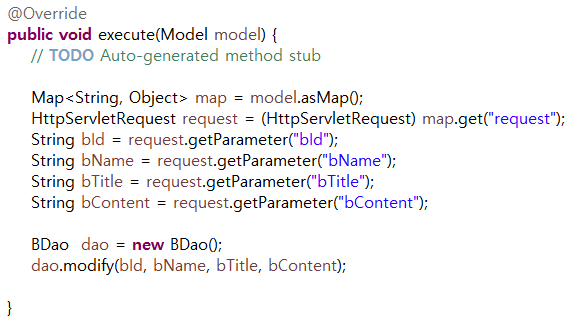 @Override
public void execute(Model model) {
// TODO Auto-generated method stub
Map<String, Object> map = model.asMap();
HttpServletRequest request = (HttpServletRequest) map.get("request");
String bId = request.getParameter("bId");
String bName = request.getParameter("bName");
String bTitle = request.getParameter("bTitle");
String bContent = request.getParameter("bContent");
BDao dao = new BDao();
dao.modify(bId, bName, bTitle, bContent);
}